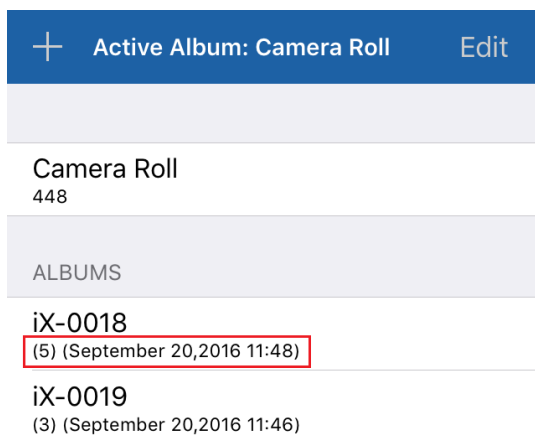 Active Album: Camera Roll Edit
Camera Roll
448
ALBUMS
iX-0018
(5) (September 20,2016 11:48)
iX-0019
(3) (September 20,2016 11:46)